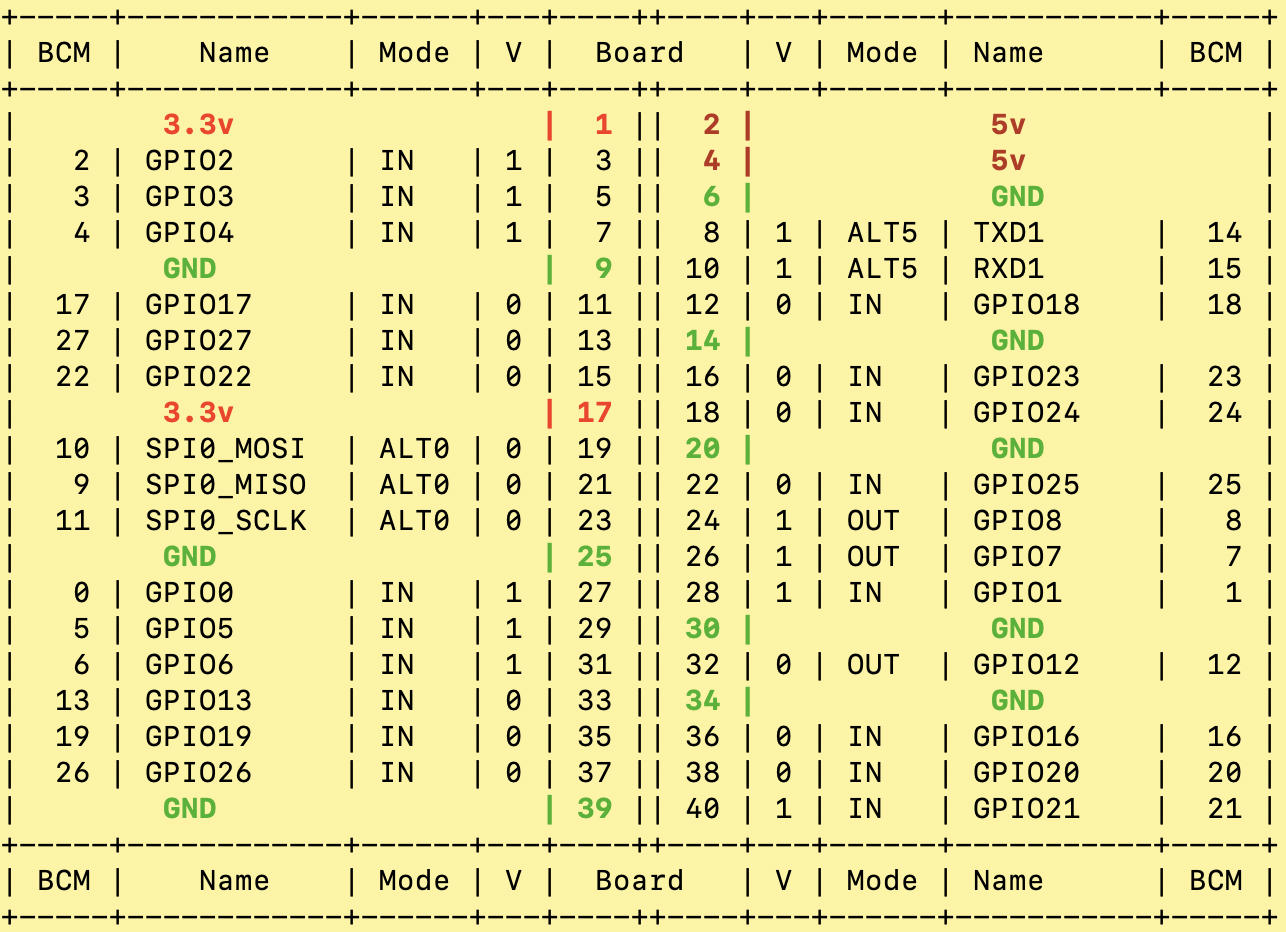 +------+------------+------+---+-----++-----+---+------+-----------+-----+
| BCM |    Name    | Mode | V |  Board   | V | Mode | Name      | BCM |
+------+------------+------+---+-----++-----+---+------+-----------+-----+
|        3.3v                 |  1 ||  2 |             5v             |
|   2 | GPIO2      | IN   | 1 |  3 ||  4 |             5v             |
|   3 | GPIO3      | IN   | 1 |  5 ||  6 |             GND            |
|   4 | GPIO4      | IN   | 1 |  7 ||  8 | 1 | ALT5 | TXD1      | 14  |
|        GND                  |  9 || 10 | 1 | ALT5 | RXD1      | 15  |
|  17 | GPIO17     | IN   | 0 | 11 || 12 | 0 | IN   | GPIO18    | 18  |
|  27 | GPIO27     | IN   | 0 | 13 || 14 |             GND            |
|  22 | GPIO22     | IN   | 0 | 15 || 16 | 0 | IN   | GPIO23    | 23  |
|        3.3v                 | 17 || 18 | 0 | IN   | GPIO24    | 24  |
|  10 | SPI0_MOSI  | ALT0 | 0 | 19 || 20 |             GND            |
|   9 | SPI0_MISO  | ALT0 | 0 | 21 || 22 | 0 | IN   | GPIO25    | 25  |
|  11 | SPI0_SCLK  | ALT0 | 0 | 23 || 24 | 1 | OUT  | GPIO8     | 8   |
|        GND                  | 25 || 26 | 1 | OUT  | GPIO7     | 7   |
|   0 | GPIO0      | IN   | 1 | 27 || 28 | 1 | IN   | GPIO1     | 1   |
|   5 | GPIO5      | IN   | 1 | 29 || 30 |             GND            |
|   6 | GPIO6      | IN   | 1 | 31 || 32 | 0 | OUT  | GPIO12    | 12  |
|  13 | GPIO13     | IN   | 0 | 33 || 34 |             GND            |
|  19 | GPIO19     | IN   | 0 | 35 || 36 | 0 | IN   | GPIO16    | 16  |
|  26 | GPIO26     | IN   | 0 | 37 || 38 | 0 | IN   | GPIO20    | 20  |
|        GND                  | 39 || 40 | 1 | IN   | GPIO21    | 21  |
+------+------------+------+---+-----++-----+---+------+-----------+-----+
| BCM |    Name    | Mode | V |  Board   | V | Mode | Name      | BCM |
+------+------------+------+---+-----++-----+---+------+-----------+-----+